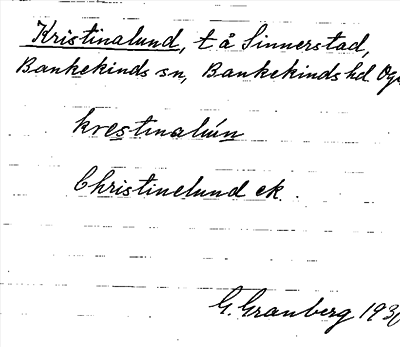 Kristinalund, t å Sinnerstad,
Bankekinds sn, Bankekinds hd Ög
krestinalún
Christinelund ek.
G. Granberg 193